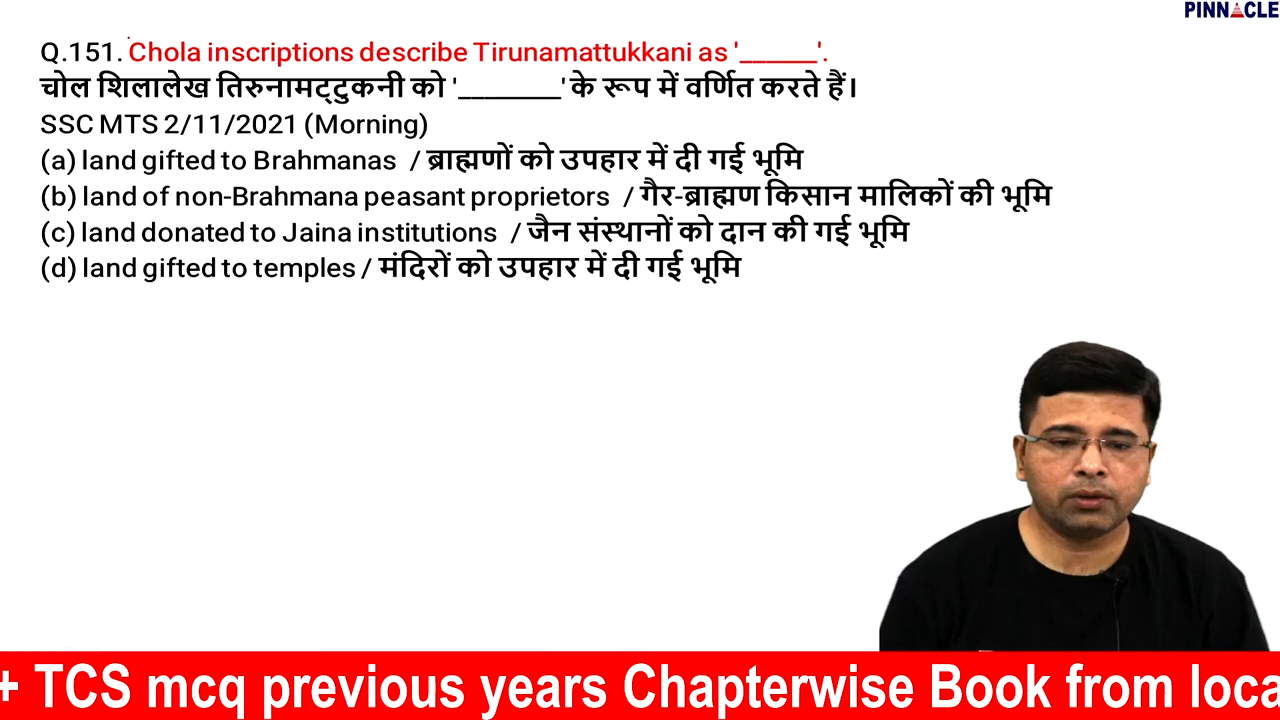 PINNACLE
Q.151. Chola inscriptions describe Tirunamattukkani as '______'.
चोल शिलालेख तिरुनामट्टुकनी को '________' के रूप में वर्णित करते हैं।
SSC MTS 2/11/2021 (Morning)
(a) land gifted to Brahmanas / ब्राह्मणों को उपहार में दी गई भूमि
(b) land of non-Brahmana peasant proprietors / गैर-ब्राह्मण किसान मालिकों की भूमि
(c) land donated to Jaina institutions / जैन संस्थानों को दान की गई भूमि
(d) land gifted to temples / मंदिरों को उपहार में दी गई भूमि
+ TCS mcq previous years Chapterwise Book from loca